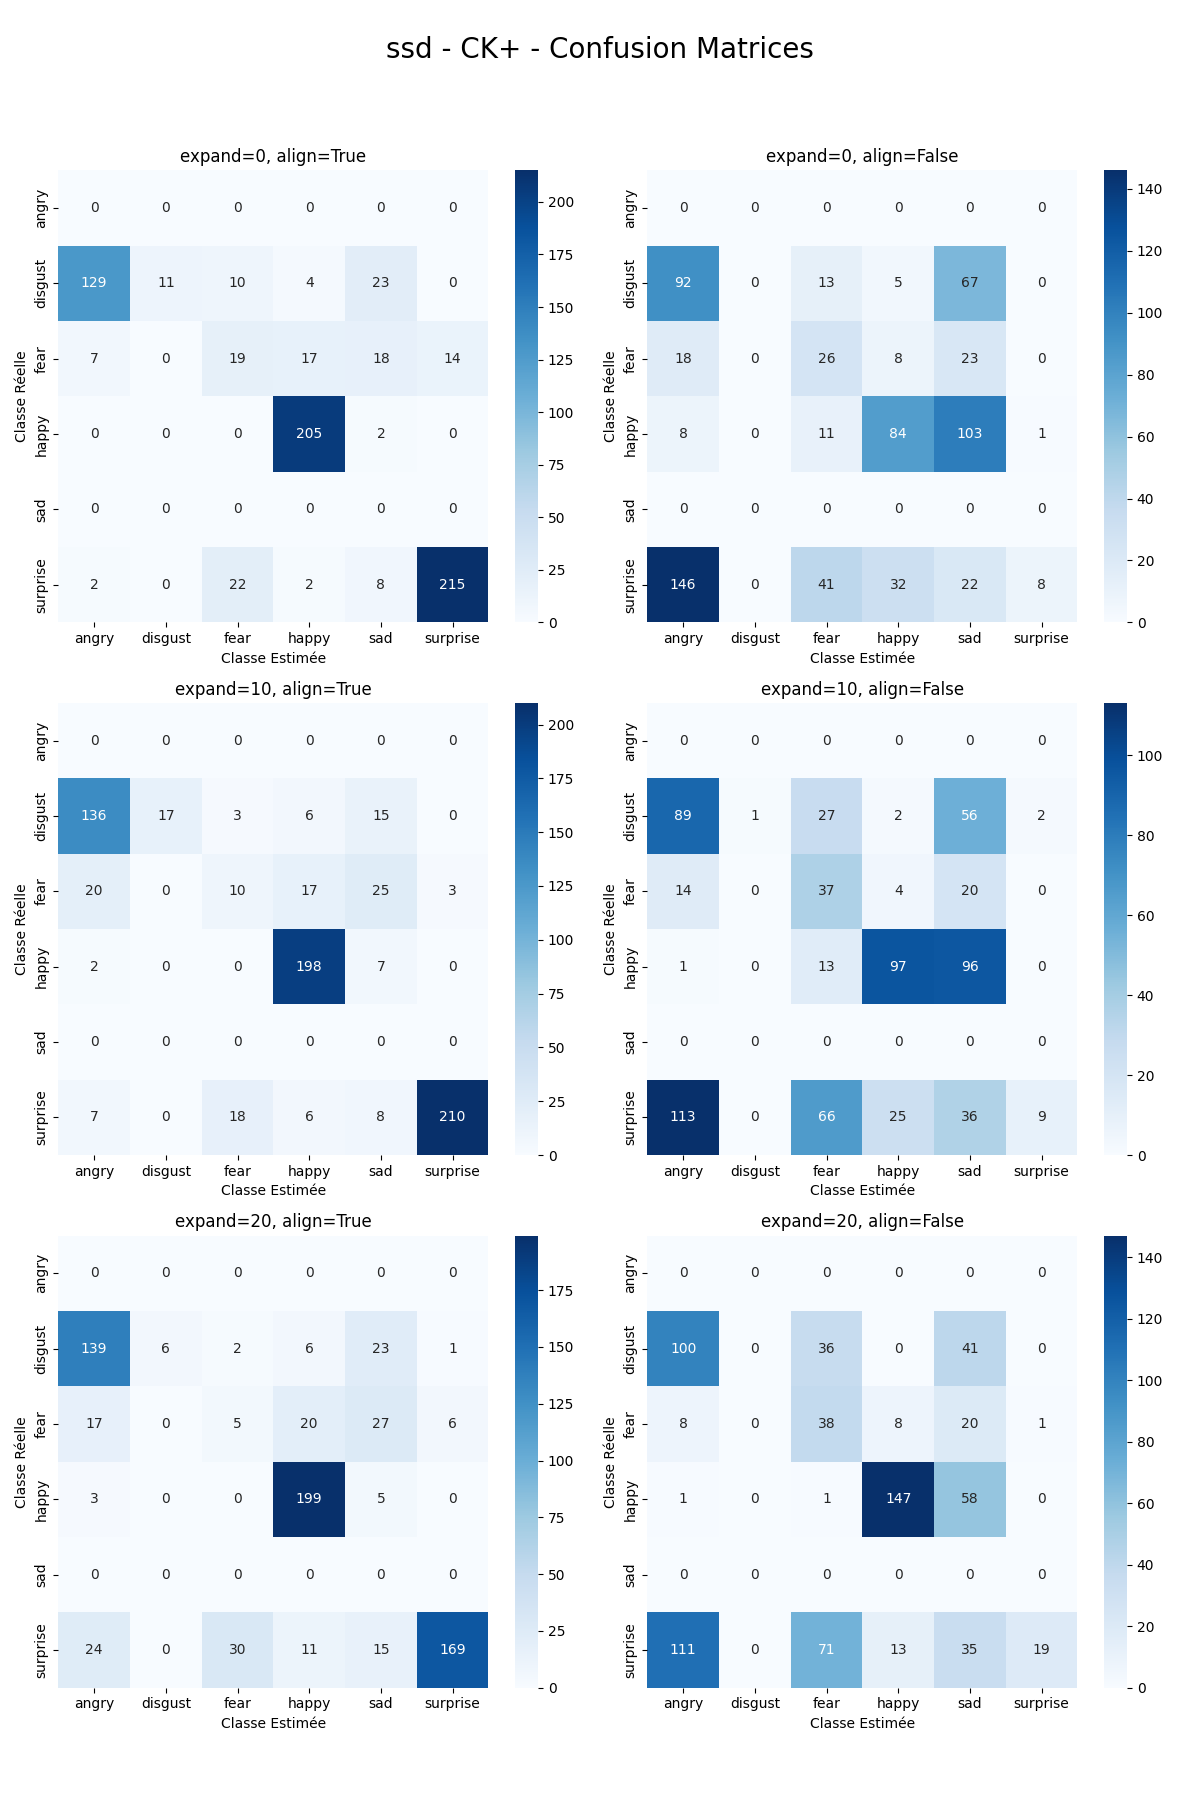 ssd - CK+ - Confusion Matrices
expand=0, align=True
Classe Réelle
angry 0 0 0 0 0 0
disgust 129 11 10 4 23 0
fear 7 0 19 17 18 14
happy 0 0 0 205 2 0
sad 0 0 0 0 0 0
surprise 2 0 22 2 8 215
angry disgust fear happy sad surprise
Classe Estimée
200
175
150
125
100
75
50
25
0
expand=0, align=False
Classe Réelle
angry 0 0 0 0 0 0
disgust 92 0 13 5 67 0
fear 18 0 26 8 23 0
happy 8 0 11 84 103 1
sad 0 0 0 0 0 0
surprise 146 0 41 32 22 8
angry disgust fear happy sad surprise
Classe Estimée
140
120
100
80
60
40
20
0
expand=10, align=True
Classe Réelle
angry 0 0 0 0 0 0
disgust 136 17 3 6 15 0
fear 20 0 10 17 25 3
happy 2 0 0 198 7 0
sad 0 0 0 0 0 0
surprise 7 0 18 6 8 210
angry disgust fear happy sad surprise
Classe Estimée
200
175
150
125
100
75
50
25
0
expand=10, align=False
Classe Réelle
angry 0 0 0 0 0 0
disgust 89 1 27 2 56 2
fear 14 0 37 4 20 0
happy 1 0 13 97 96 0
sad 0 0 0 0 0 0
surprise 113 0 66 25 36 9
angry disgust fear happy sad surprise
Classe Estimée
100
80
60
40
20
0
expand=20, align=True
Classe Réelle
angry 0 0 0 0 0 0
disgust 139 6 2 6 23 1
fear 17 0 5 20 27 6
happy 3 0 0 199 5 0
sad 0 0 0 0 0 0
surprise 24 0 30 11 15 169
angry disgust fear happy sad surprise
Classe Estimée
175
150
125
100
75
50
25
0
expand=20, align=False
Classe Réelle
angry 0 0 0 0 0 0
disgust 100 0 36 0 41 0
fear 8 0 38 8 20 1
happy 1 0 1 147 58 0
sad 0 0 0 0 0 0
surprise 111 0 71 13 35 19
angry disgust fear happy sad surprise
Classe Estimée
140
120
100
80
60
40
20
0